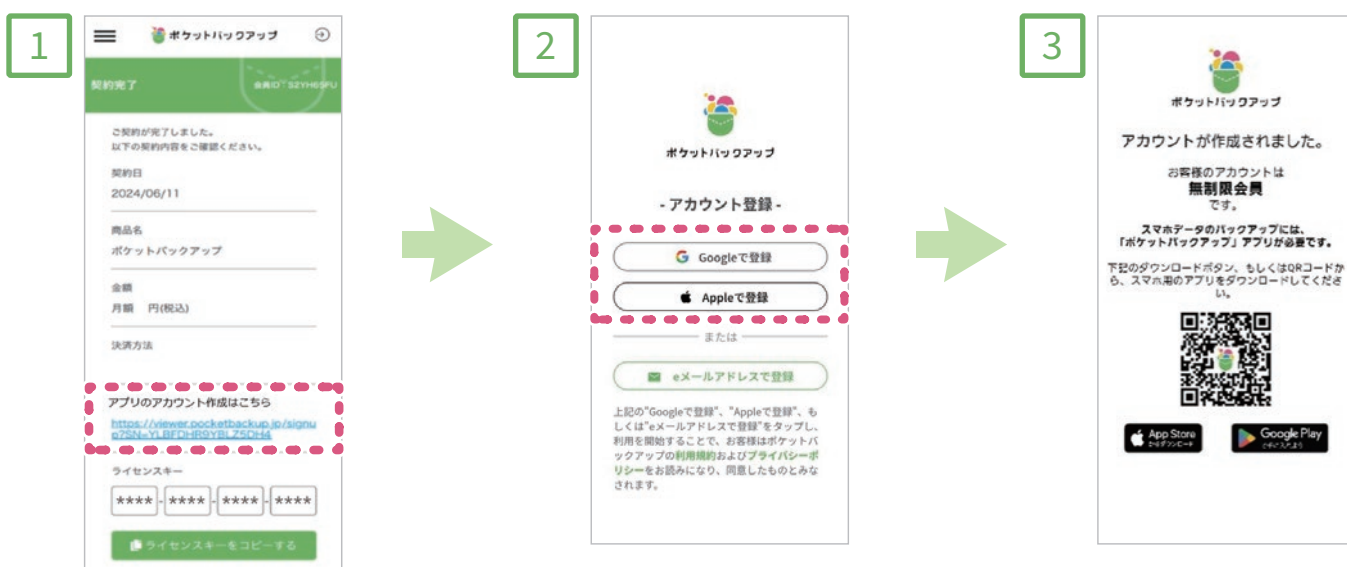 1
ポケットバックアップ
契約完了
会員ID：S2YH65FU
ご契約が完了しました。
以下の契約内容をご確認ください。
契約日
2024/06/11
商品名
ポケットバックアップ
金額
月額 円(税込)
決済方法
アプリのアカウント作成はこちら
https://viewer.pocketbackup.jp/signu
p?SN=YLBFDHR9YBLZ5DH4
ライセンスキー
****-****-****-****
ライセンスキーをコピーする
2
ポケットバックアップ
- アカウント登録 -
Googleで登録
Appleで登録
または
eメールアドレスで登録
上記の"Googleで登録"、"Appleで登録"、も
しくは"eメールアドレスで登録"をタップし、
利用を開始することで、お客様はポケットバ
ックアップの利用規約およびプライバシーポ
リシーをお読みになり、同意したものとみな
されます。
3
ポケットバックアップ
アカウントが作成されました。
お客様のアカウントは
無制限会員
です。
スマホデータのバックアップには、
「ポケットバックアップ」アプリが必要です。
下記のダウンロードボタン、もしくはQRコードか
ら、スマホ用のアプリをダウンロードしてくださ
い。
App Store
からダウンロード
Google Play
で手に入れよう